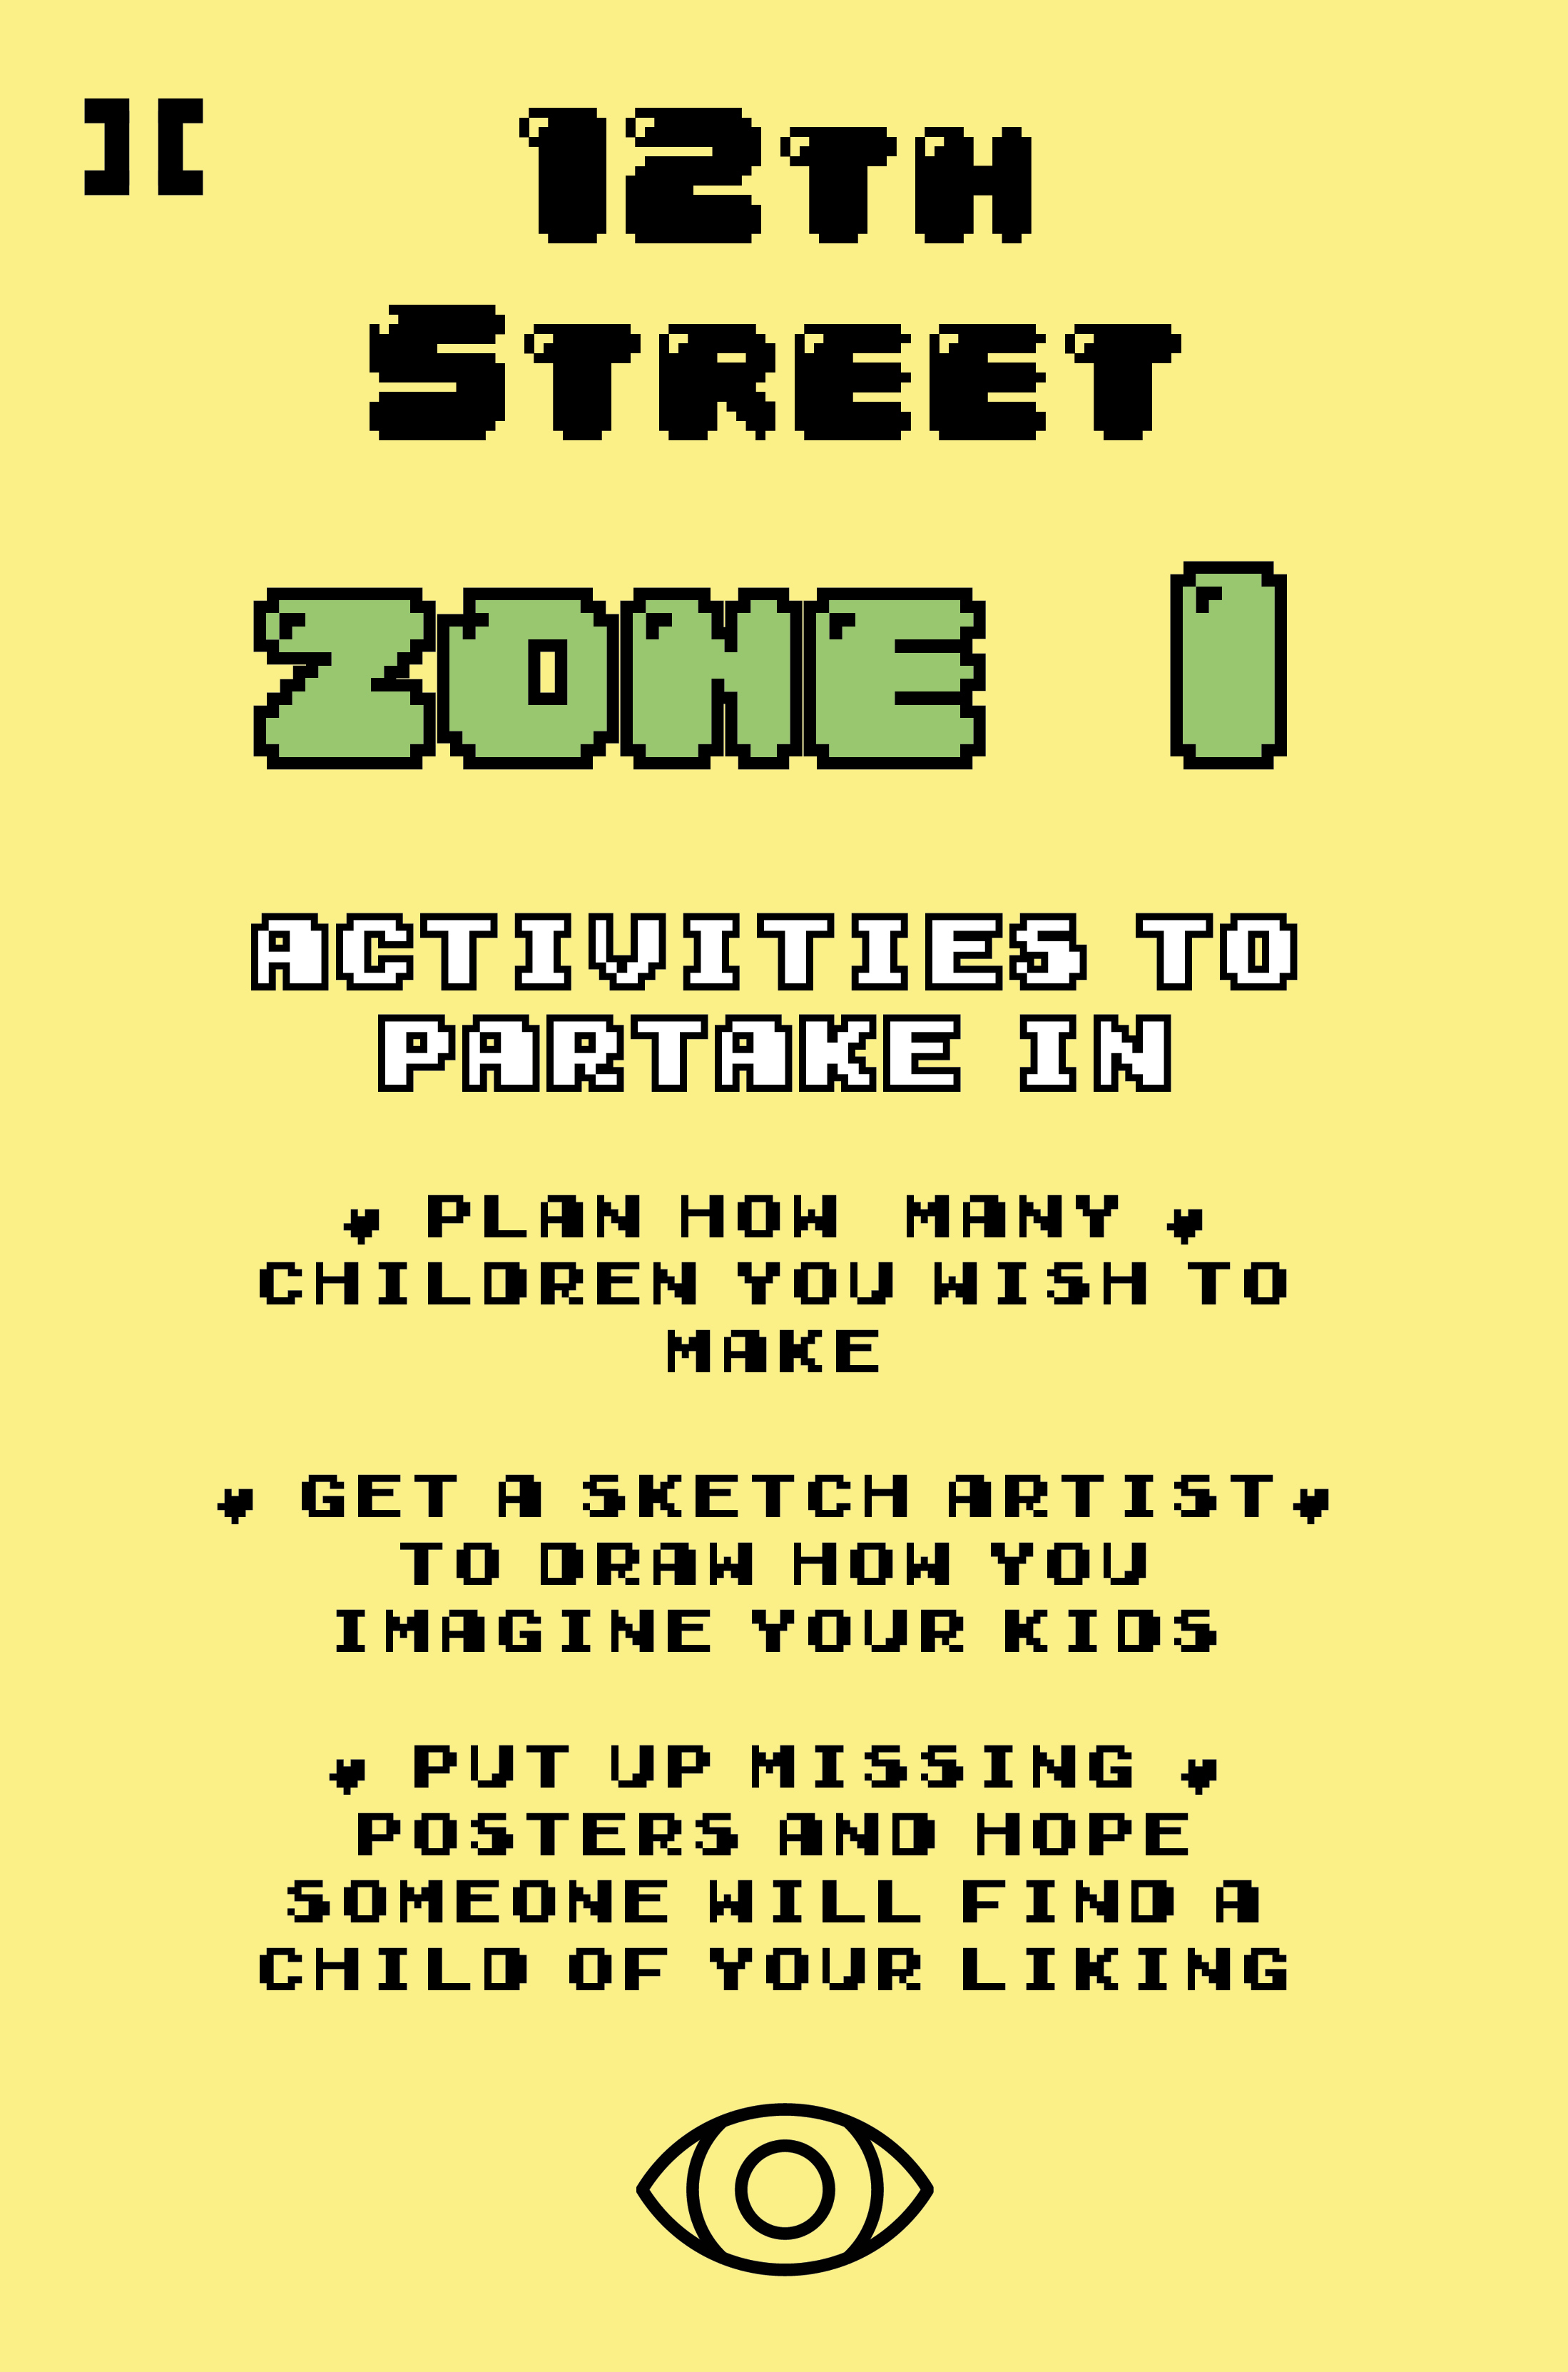 ][
12TH
STREET
ZONE 1
ACTIVITIES TO
PARTAKE IN
♥ PLAN HOW MANY ♥
CHILDREN YOU WISH TO
MAKE
♥ GET A SKETCH ARTIST♥
TO DRAW HOW YOU
IMAGINE YOUR KIDS
♥ PUT UP MISSING ♥
POSTERS AND HOPE
SOMEONE WILL FIND A
CHILD OF YOUR LIKING